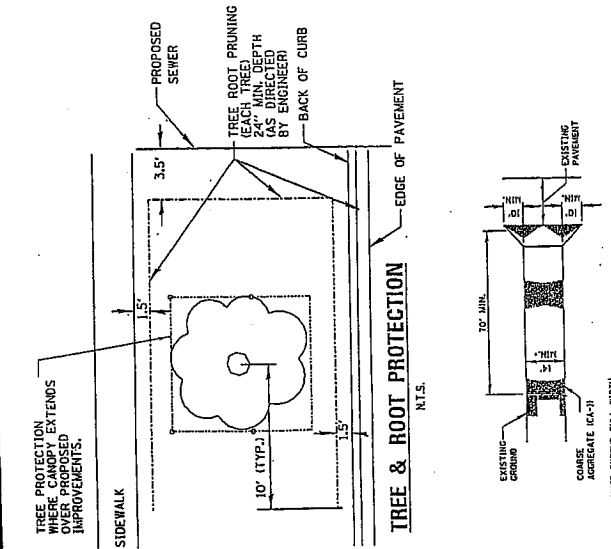 TREE PROTECTION
WHERE CANOPY EXTENDS
OVER PROPOSED
IMPROVEMENTS.
SIDEWALK
1.5'
3.5'
PROPOSED
SEWER
TREE ROOT PRUNING
(EACH TREE)
24" MIN. DEPTH
(AS DIRECTED
BY ENGINEER)
BACK OF CURB
10' (TYP.)
1.5'
EDGE OF PAVEMENT
TREE & ROOT PROTECTION
N.T.S.
70' MIN.
10'
MIN.
10'
MIN.
14'
MIN.
EXISTING
PAVEMENT
EXISTING
GROUND
COARSE
AGGREGATE (CA-1)